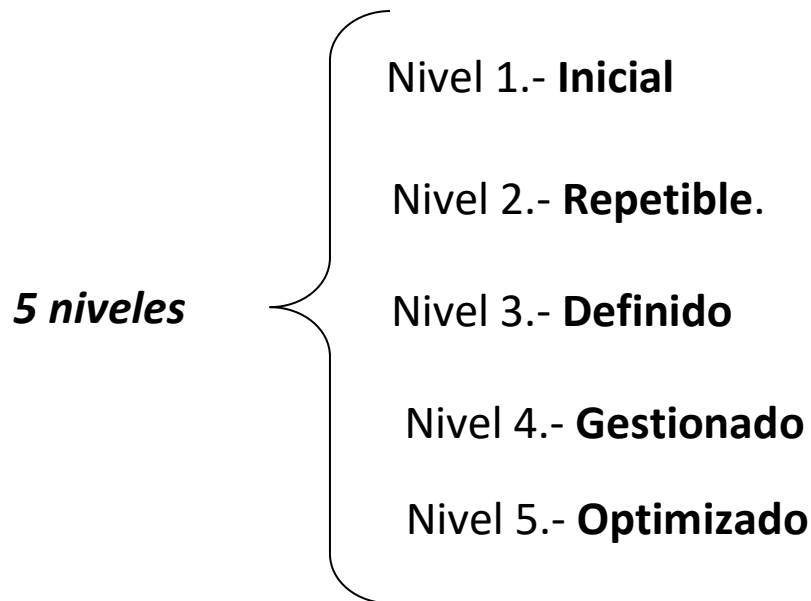 Nivel 1.- Inicial
Nivel 2.- Repetible.
5 niveles
Nivel 3.- Definido
Nivel 4.- Gestionado
Nivel 5.- Optimizado